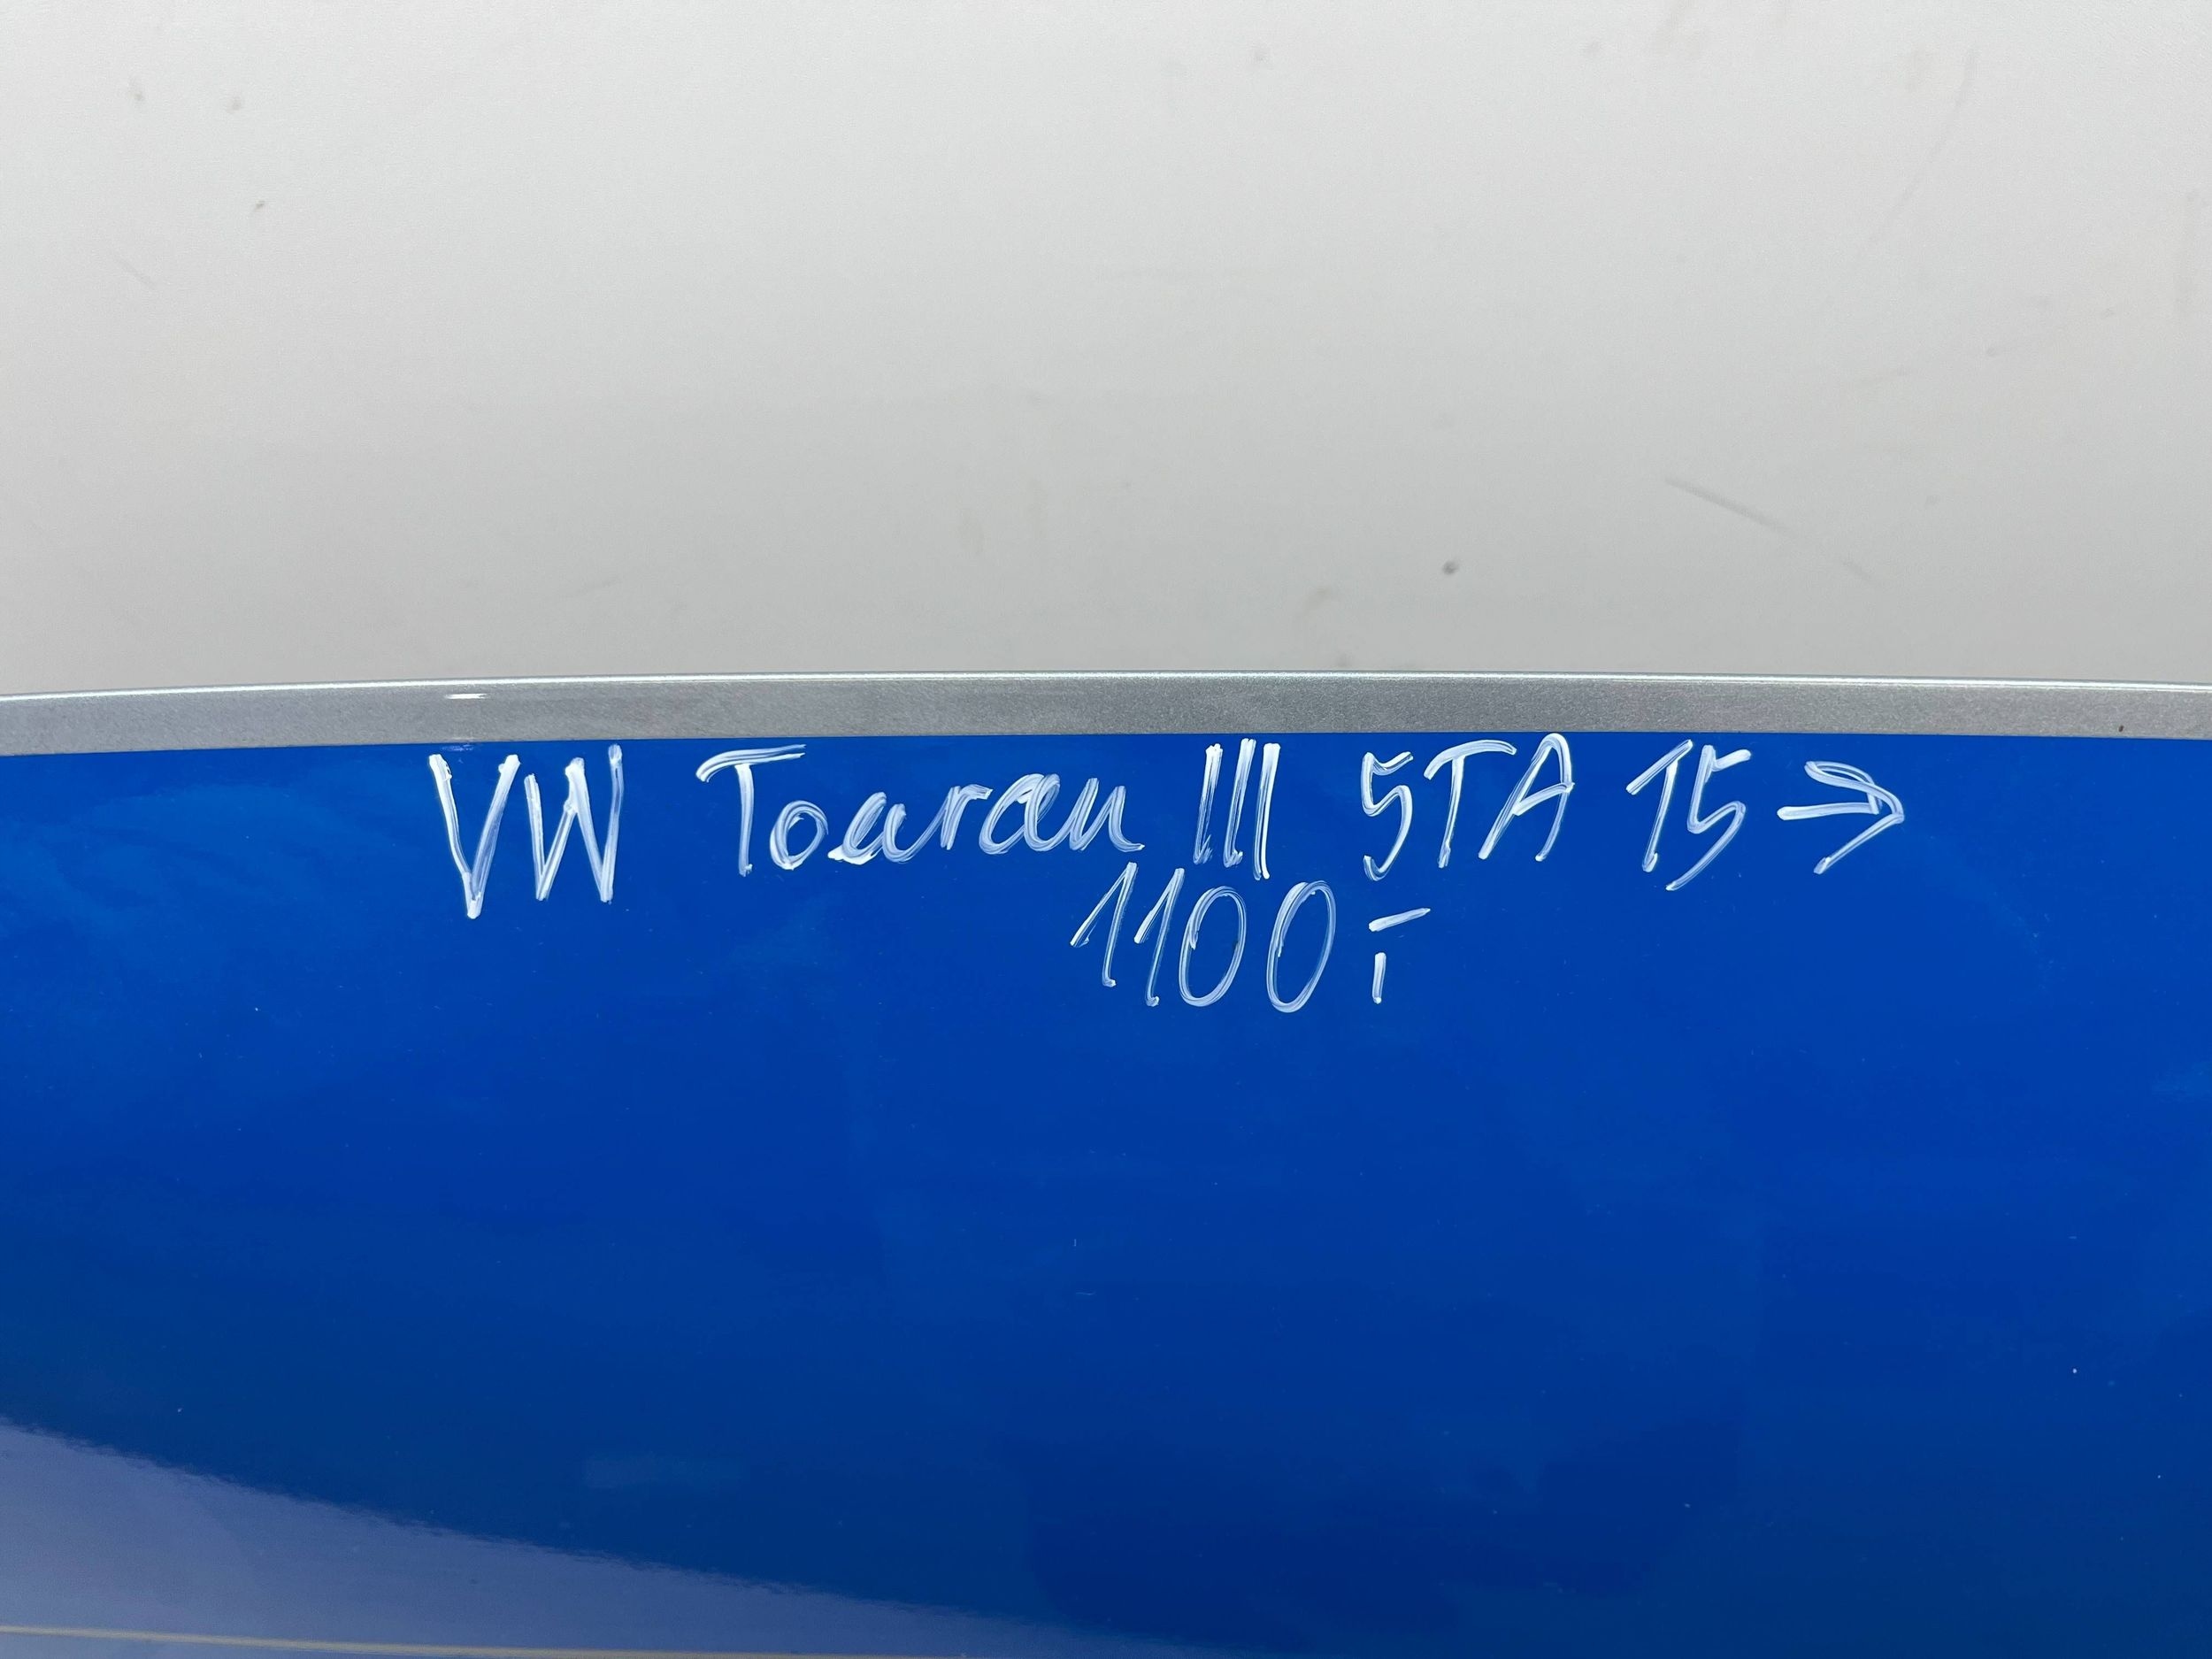 VW Touran III 5TA 15→
1100,-